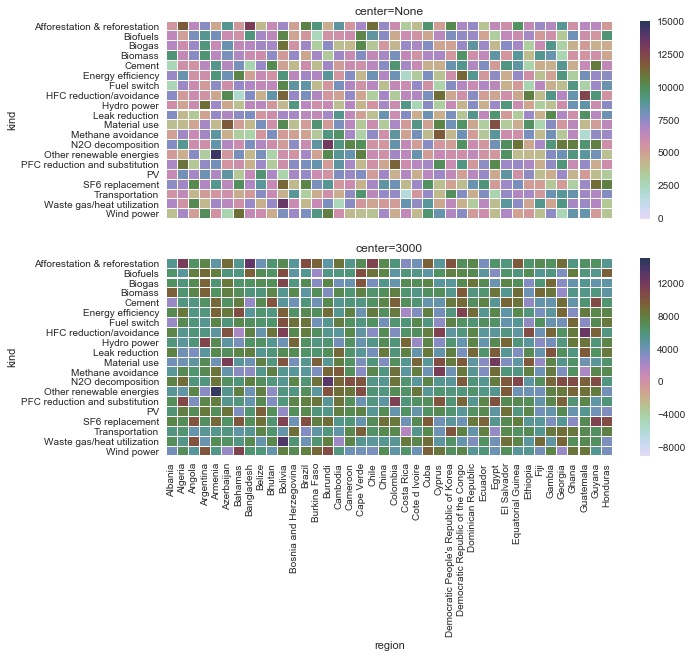 center=None
Afforestation & reforestation
Biofuels
Biogas
Biomass
Cement
Energy efficiency
Fuel switch
HFC reduction/avoidance
Hydro power
Leak reduction
Material use
Methane avoidance
N2O decomposition
Other renewable energies
PFC reduction and substitution
PV
SF6 replacement
Transportation
Waste gas/heat utilization
Wind power
kind
15000
12500
10000
7500
5000
2500
0
center=3000
Afforestation & reforestation
Biofuels
Biogas
Biomass
Cement
Energy efficiency
Fuel switch
HFC reduction/avoidance
Hydro power
Leak reduction
Material use
Methane avoidance
N2O decomposition
Other renewable energies
PFC reduction and substitution
PV
SF6 replacement
Transportation
Waste gas/heat utilization
Wind power
kind
12000
8000
4000
0
−4000
−8000
Albania
Algeria
Angola
Argentina
Armenia
Azerbaijan
Bahamas
Bangladesh
Belize
Bhutan
Bolivia
Bosnia and Herzegovina
Brazil
Burkina Faso
Burundi
Cambodia
Cameroon
Cape Verde
Chile
China
Colombia
Costa Rica
Cote d Ivoire
Cuba
Cyprus
Democratic People's Republic of Korea
Democratic Republic of the Congo
Dominican Republic
Ecuador
Egypt
El Salvador
Equatorial Guinea
Ethiopia
Fiji
Gambia
Georgia
Ghana
Guatemala
Guyana
Honduras
region